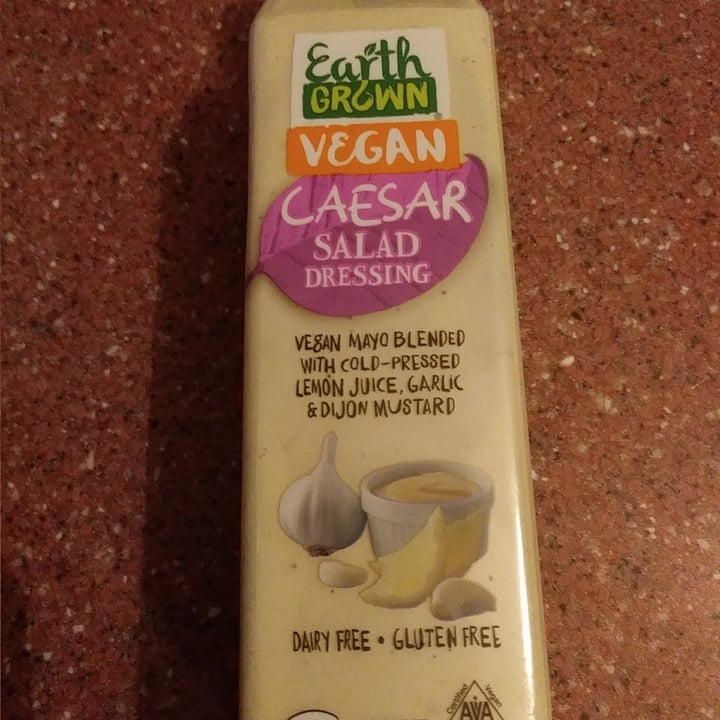 Earth
GROWN
®
VEGAN
CAESAR
SALAD
DRESSING
VEGAN MAYO BLENDED
WITH COLD-PRESSED
LEMON JUICE, GARLIC
& DIJON MUSTARD
DAIRY FREE • GLUTEN FREE
Certified Vegan
AVA